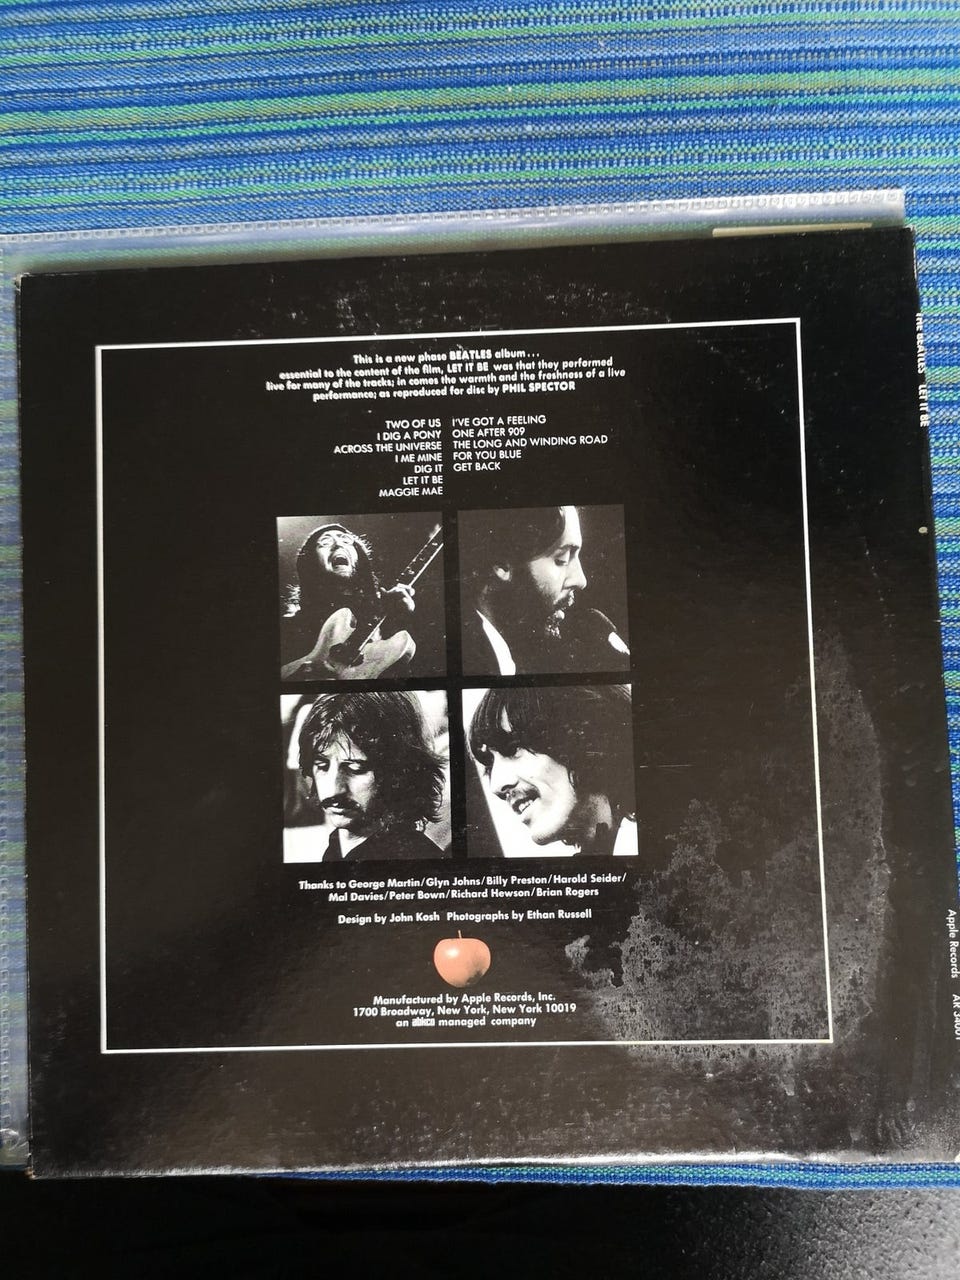 This is a new phase BEATLES album...
essential to the content of the film, LET IT BE was that they performed
live for many of the tracks; in comes the warmth and the freshness of a live
performance; as reproduced for disc by PHIL SPECTOR
TWO OF US
I DIG A PONY
ACROSS THE UNIVERSE
I ME MINE
DIG IT
LET IT BE
MAGGIE MAE
I'VE GOT A FEELING
ONE AFTER 909
THE LONG AND WINDING ROAD
FOR YOU BLUE
GET BACK
Thanks to George Martin/Glyn Johns/Billy Preston/Harold Seider/
Mal Davies/Peter Bown/Richard Hewson/Brian Rogers
Design by John Kosh Photographs by Ethan Russell
Manufactured by Apple Records, Inc.
1700 Broadway, New York, New York 10019
an abkco managed company
THE BEATLES LET IT BE
Apple Records AR 34001